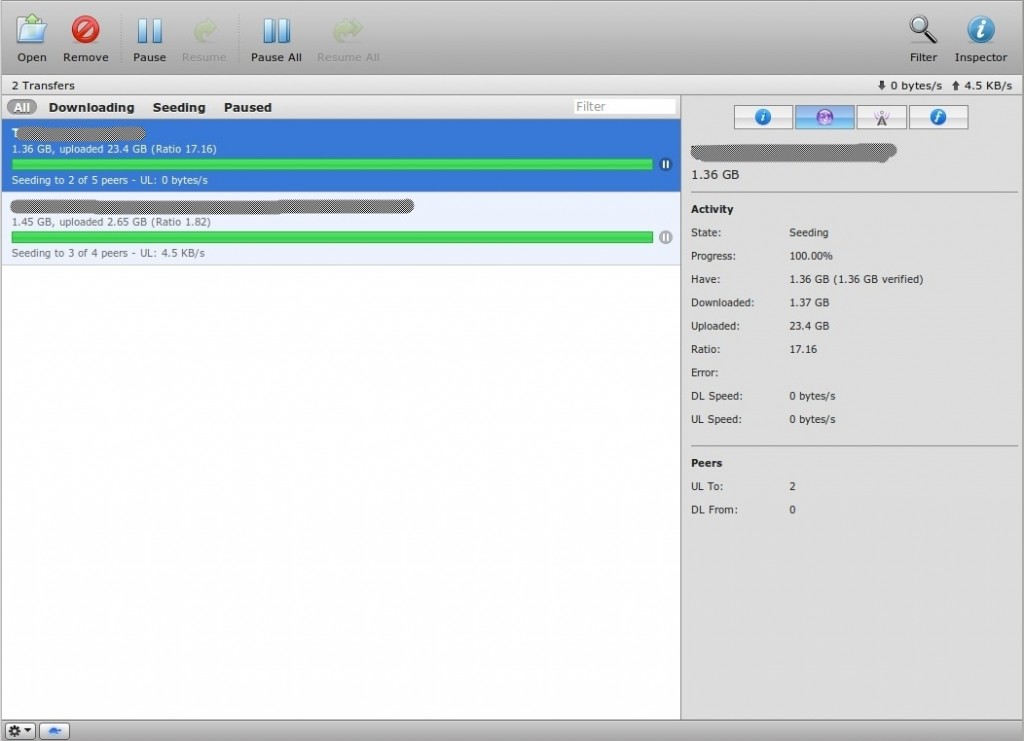 Open Remove Pause Resume Pause All Resume All Filter Inspector
2 Transfers 0 bytes/s 4.5 KB/s
All Downloading Seeding Paused Filter
T
1.36 GB, uploaded 23.4 GB (Ratio 17.16)
Seeding to 2 of 5 peers - UL: 0 bytes/s
1.45 GB, uploaded 2.65 GB (Ratio 1.82)
Seeding to 3 of 4 peers - UL: 4.5 KB/s
1.36 GB
Activity
State: Seeding
Progress: 100.00%
Have: 1.36 GB (1.36 GB verified)
Downloaded: 1.37 GB
Uploaded: 23.4 GB
Ratio: 17.16
Error:
DL Speed: 0 bytes/s
UL Speed: 0 bytes/s
Peers
UL To: 2
DL From: 0